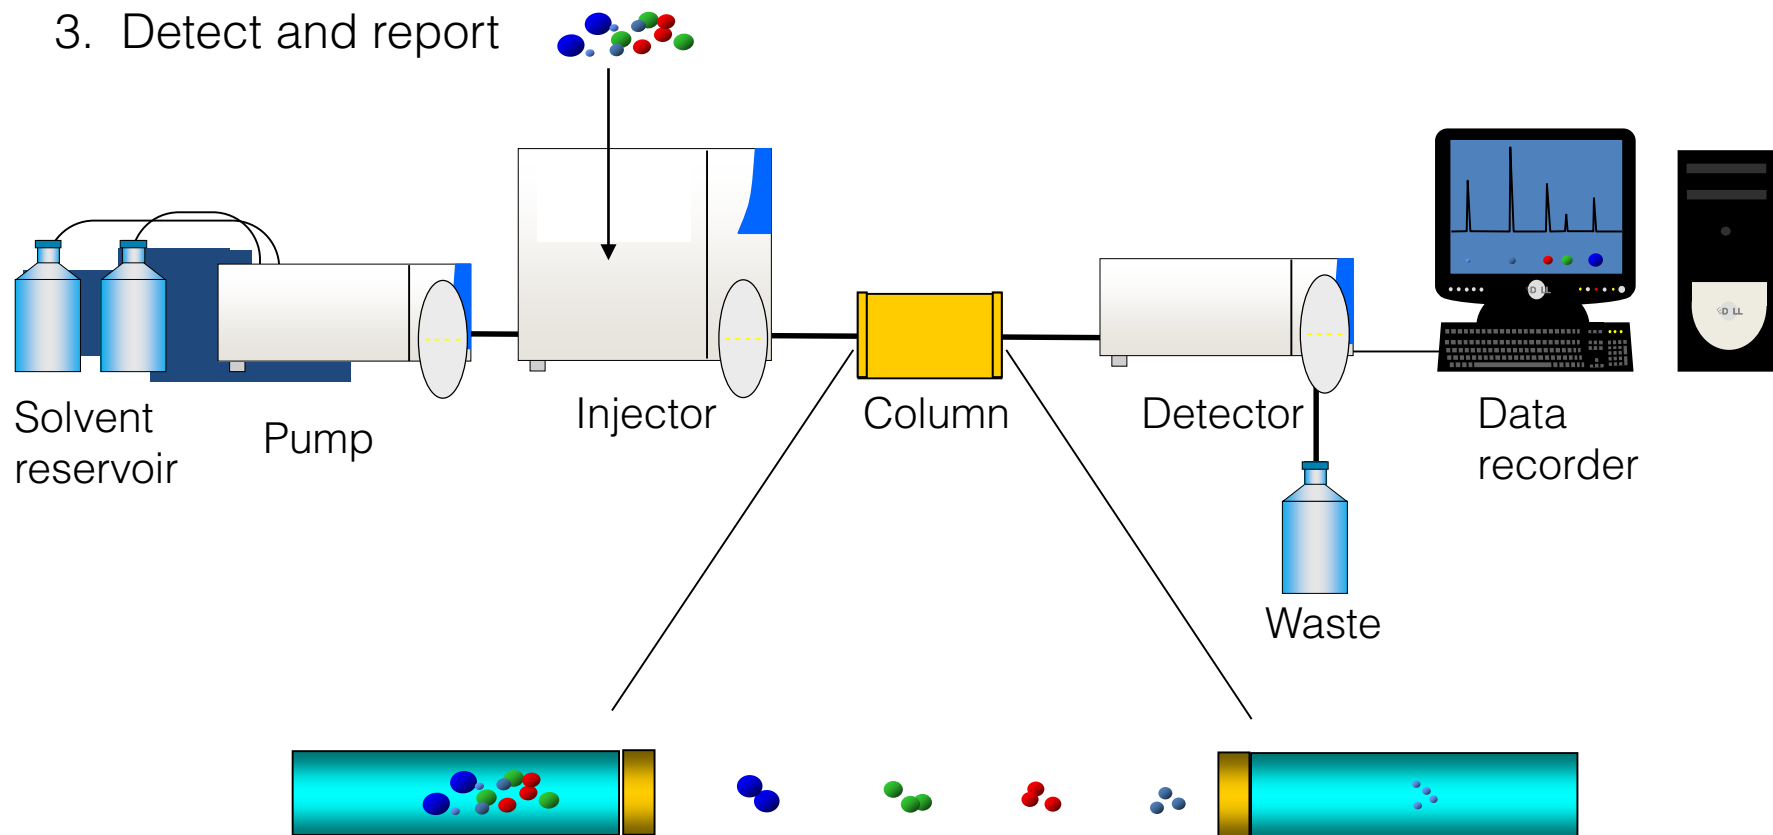 3. Detect and report
Solvent
reservoir
Pump
Injector
Column
Detector
Data
recorder
Waste